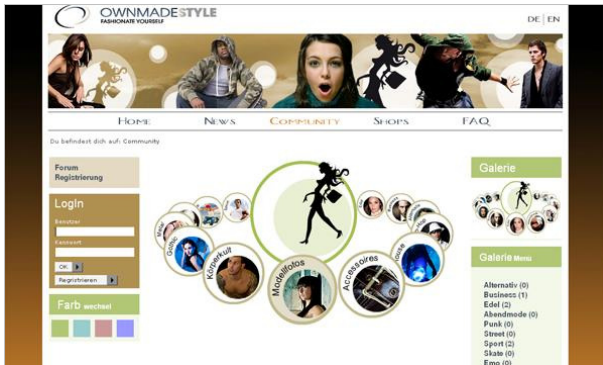 OWNMADESTYLE
FASHIONATE YOURSELF
DE | EN
HOME NEWS COMMUNITY SHOPS FAQ
Du befindest dich auf: Community
Forum
Registrierung
LogIn
Benutzer
Kennwort
OK
Registrieren
Farb wechsel
Gothic
Körperkult
Modelfotos
Accessoires
Galerie
Galerie Menü
Alternativ (0)
Business (1)
Edel (2)
Abendmode (0)
Punk (0)
Street (0)
Sport (2)
Skate (0)
Emo (0)